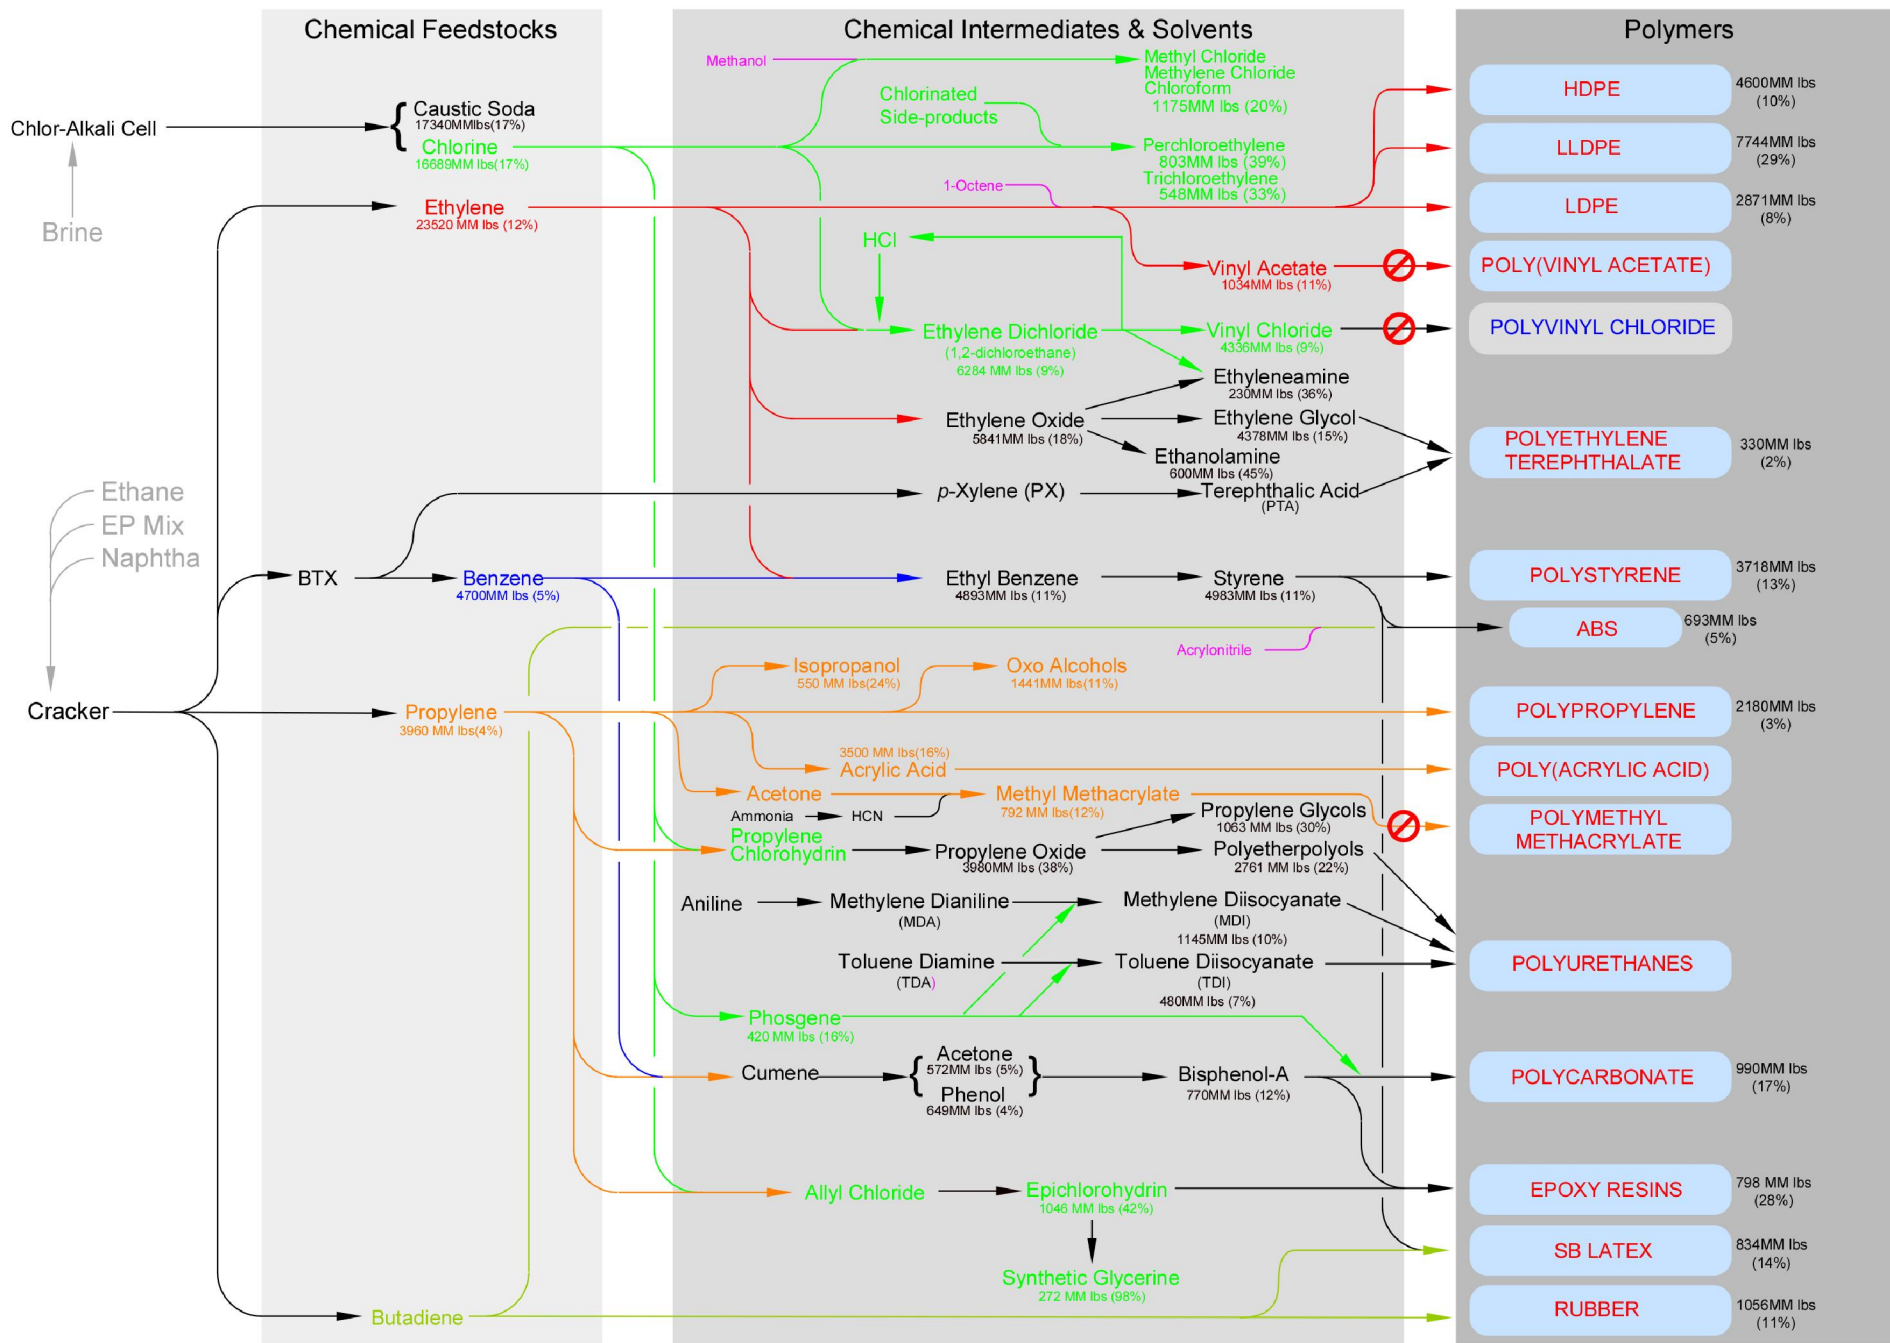 Chemical Feedstocks
Chemical Intermediates & Solvents
Polymers
Chlor-Alkali Cell
Brine
Ethane
EP Mix
Naphtha
Cracker
Caustic Soda
17340MMlbs(17%)
Chlorine
16689MM lbs(17%)
Ethylene
23520 MM lbs (12%)
BTX
Benzene
4700MM lbs (5%)
Propylene
3960 MM lbs(4%)
Butadiene
Methanol
Methyl Chloride
Methylene Chloride
Chloroform
1175MM lbs (20%)
Chlorinated
Side-products
Perchloroethylene
803MM lbs (39%)
Trichloroethylene
548MM lbs (33%)
1-Octene
HCl
Vinyl Acetate
1034MM lbs (11%)
Ethylene Dichloride
(1,2-dichloroethane)
6284 MM lbs (9%)
Vinyl Chloride
4336MM lbs (9%)
Ethyleneamine
230MM lbs (36%)
Ethylene Oxide
5841MM lbs (18%)
Ethylene Glycol
4378MM lbs (15%)
Ethanolamine
600MM lbs (45%)
p-Xylene (PX)
Terephthalic Acid
(PTA)
Ethyl Benzene
4893MM lbs (11%)
Styrene
4983MM lbs (11%)
Acrylonitrile
Isopropanol
550 MM lbs(24%)
Oxo Alcohols
1441MM lbs(11%)
3500 MM lbs(16%)
Acrylic Acid
Acetone
Methyl Methacrylate
792 MM lbs(12%)
Ammonia
HCN
Propylene
Chlorohydrin
Propylene Oxide
3980MM lbs (38%)
Propylene Glycols
1063 MM lbs (30%)
Polyetherpolyols
2761 MM lbs (22%)
Aniline
Methylene Dianiline
(MDA)
Methylene Diisocyanate
(MDI)
1145MM lbs (10%)
Toluene Diamine
(TDA)
Toluene Diisocyanate
(TDI)
480MM lbs (7%)
Phosgene
420 MM lbs (16%)
Cumene
Acetone
572MM lbs (5%)
Phenol
649MM lbs (4%)
Bisphenol-A
770MM lbs (12%)
Allyl Chloride
Epichlorohydrin
1046 MM lbs (42%)
Synthetic Glycerine
272 MM lbs (98%)
HDPE
4600MM lbs
(10%)
LLDPE
7744MM lbs
(29%)
LDPE
2871MM lbs
(8%)
POLY(VINYL ACETATE)
POLYVINYL CHLORIDE
POLYETHYLENE
TEREPHTHALATE
330MM lbs
(2%)
POLYSTYRENE
3718MM lbs
(13%)
ABS
693MM lbs
(5%)
POLYPROPYLENE
2180MM lbs
(3%)
POLY(ACRYLIC ACID)
POLYMETHYL
METHACRYLATE
POLYURETHANES
POLYCARBONATE
990MM lbs
(17%)
EPOXY RESINS
798 MM lbs
(28%)
SB LATEX
834MM lbs
(14%)
RUBBER
1056MM lbs
(11%)